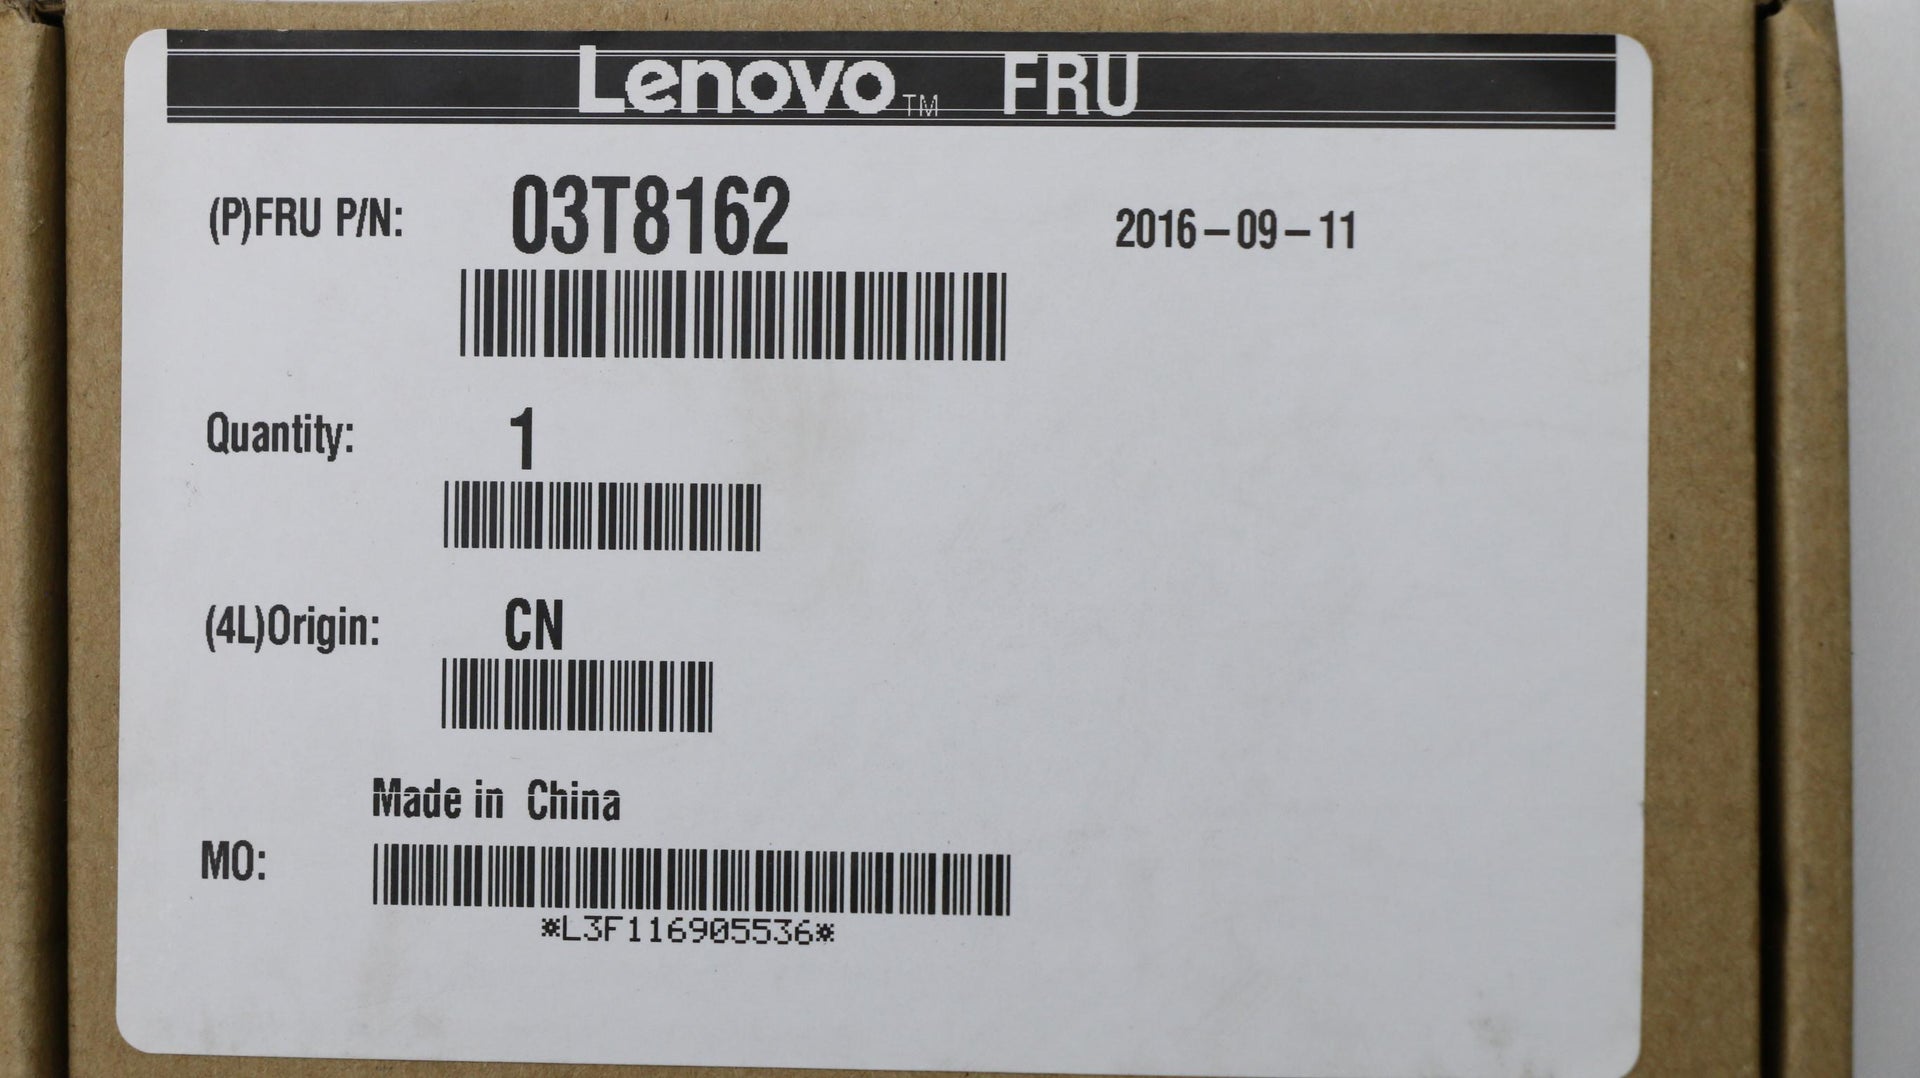 Lenovo™ FRU
(P)FRU P/N: 03T8162 2016-09-11
Quantity: 1
(4L)Origin: CN
Made in China
MO:
*L3F116905536*